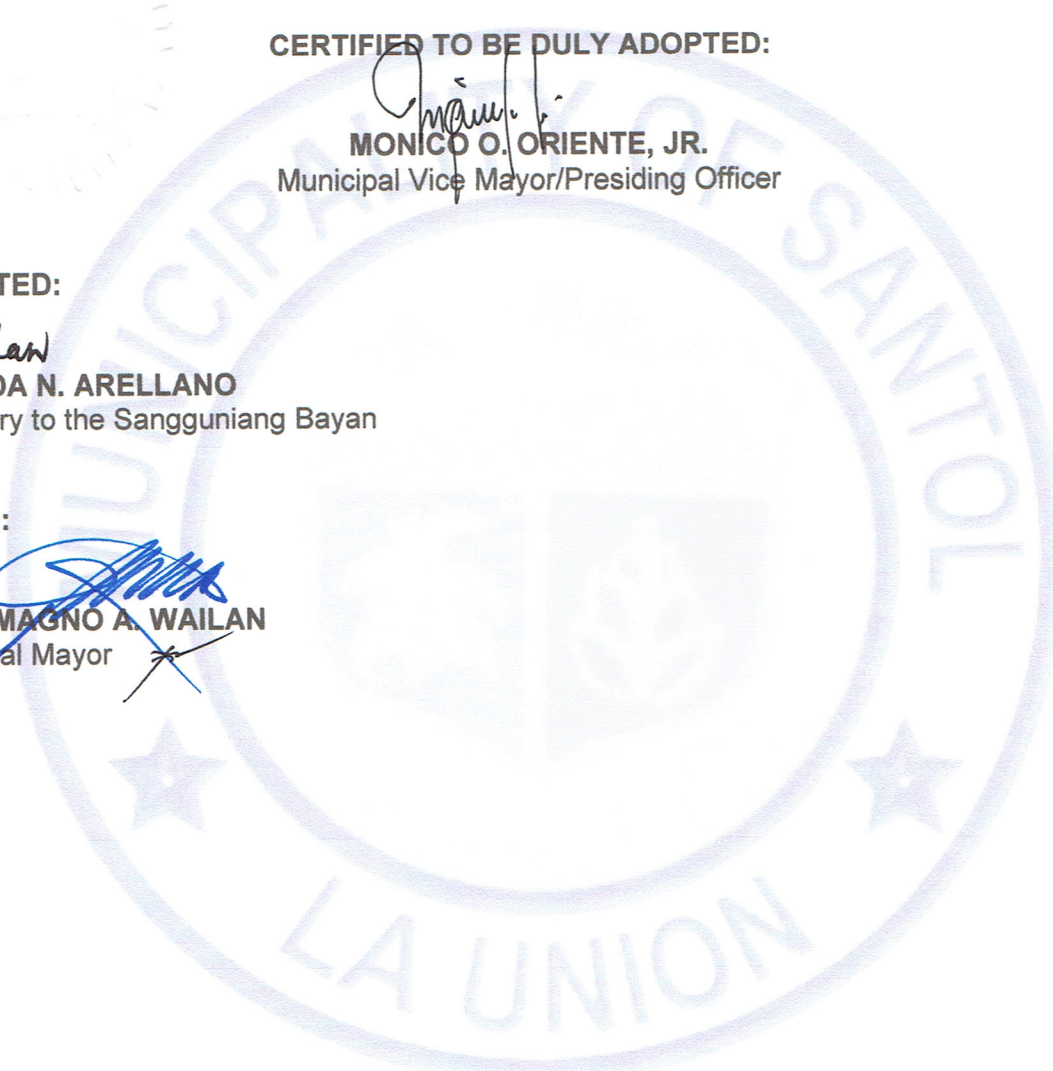 CERTIFIED TO BE DULY ADOPTED:
MONICO O. ORIENTE, JR.
Municipal Vice Mayor/Presiding Officer
TED:
DA N. ARELLANO
ry to the Sangguniang Bayan
:
MAGNO A. WAILAN
al Mayor
MUNICIPALITY OF SANTOL
LA UNION